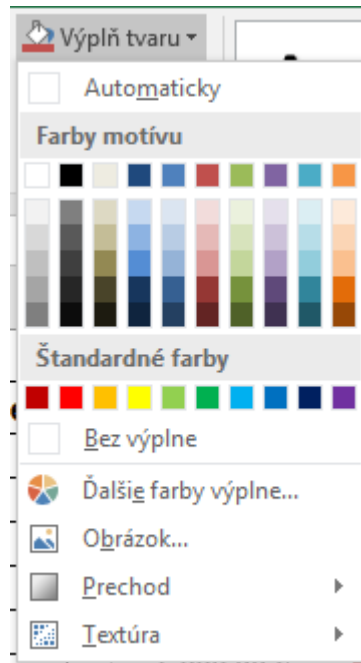 Výplň tvaru
Automaticky
Farby motívu
Štandardné farby
Bez výplne
Ďalšie farby výplne...
Obrázok...
Prechod
Textúra